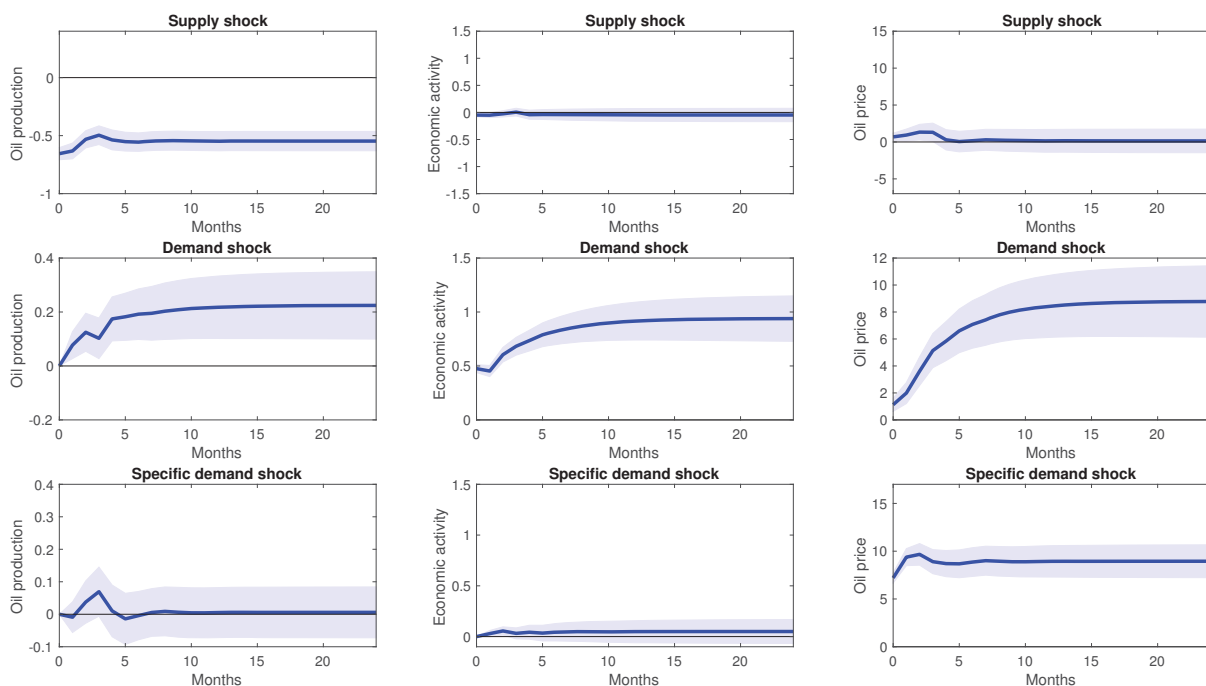 Supply shock
Oil production
0
-0.5
-1
0 5 10 15 20
Months
Supply shock
Economic activity
1.5
1
0.5
0
-0.5
-1
-1.5
0 5 10 15 20
Months
Supply shock
Oil price
15
10
5
0
-5
0 5 10 15 20
Months
Demand shock
Oil production
0.4
0.2
0
-0.2
0 5 10 15 20
Months
Demand shock
Economic activity
1.5
1
0.5
0
0 5 10 15 20
Months
Demand shock
Oil price
12
10
8
6
4
2
0
0 5 10 15 20
Months
Specific demand shock
Oil production
0.4
0.3
0.2
0.1
0
-0.1
0 5 10 15 20
Months
Specific demand shock
Economic activity
1.5
1
0.5
0
0 5 10 15 20
Months
Specific demand shock
Oil price
15
10
5
0
0 5 10 15 20
Months